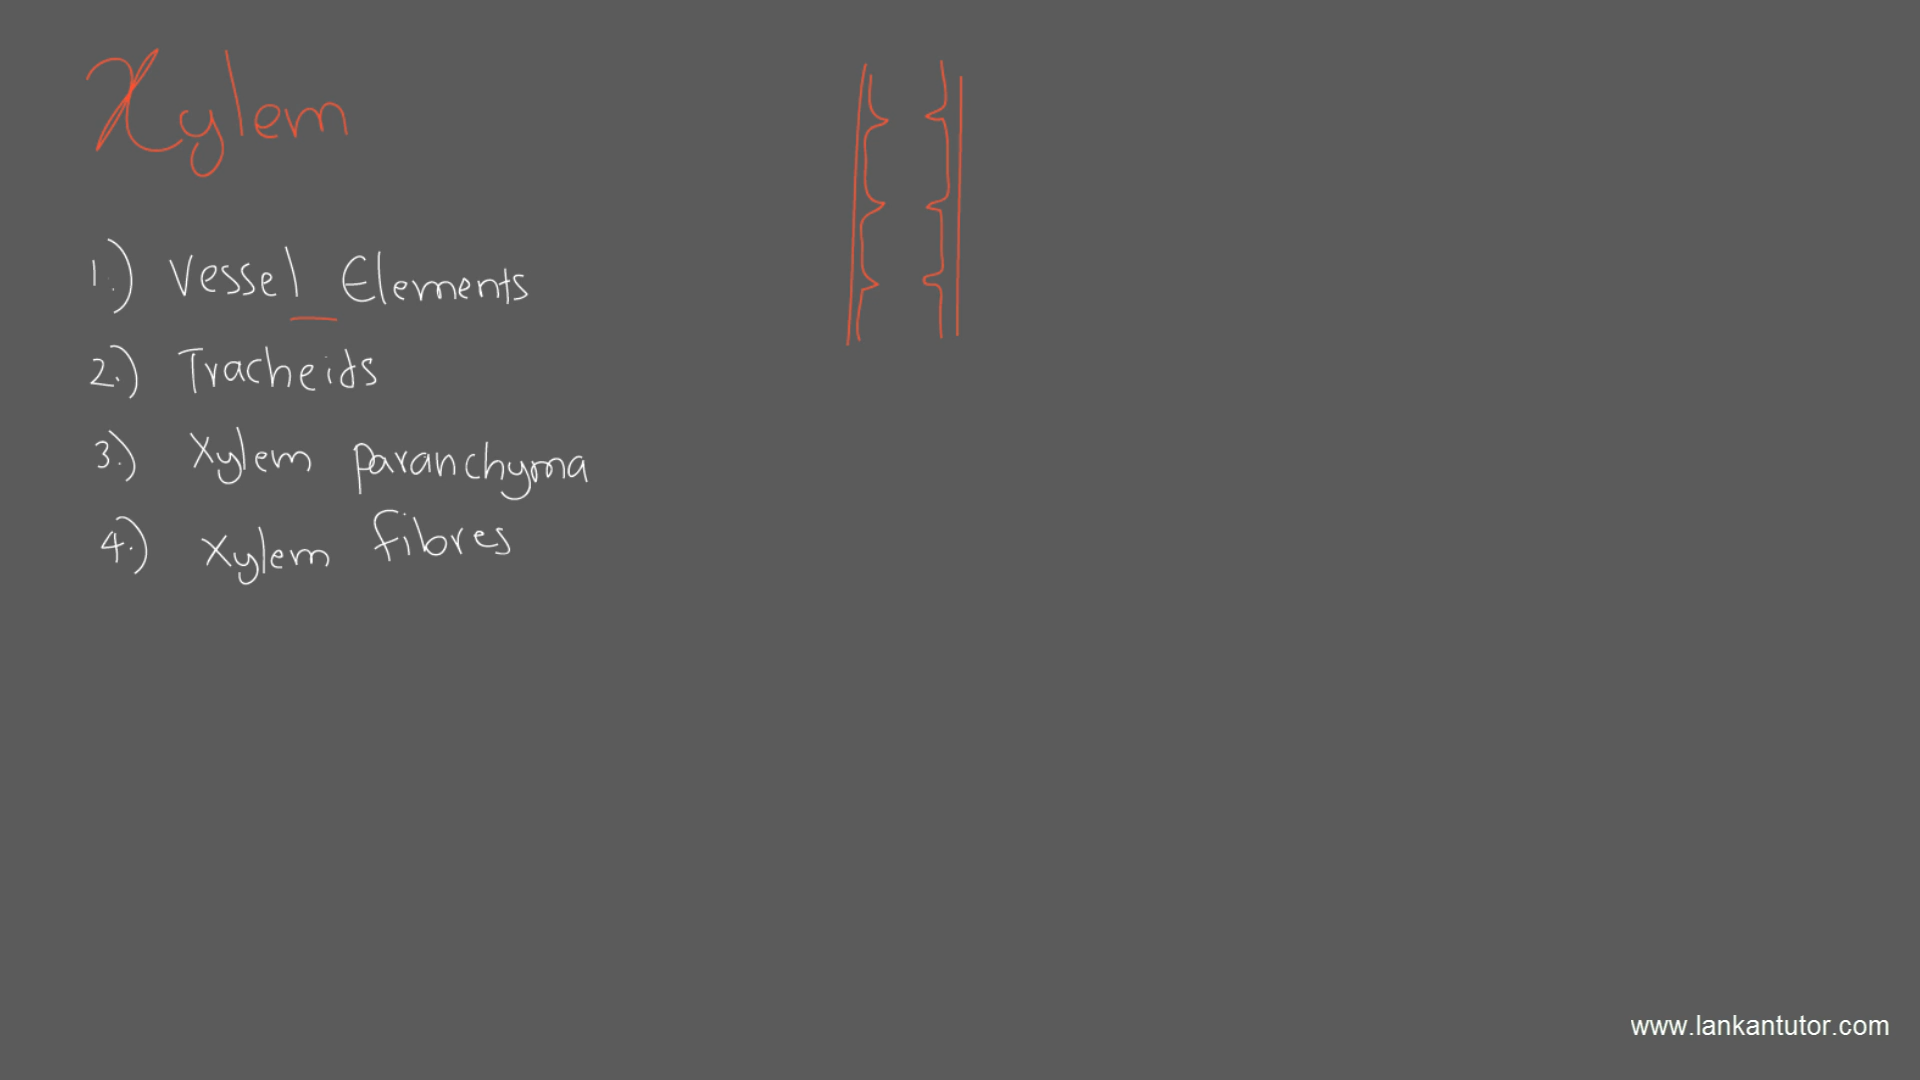 Xylem
1.) Vessel Elements
2.) Tracheids
3.) Xylem paranchyma
4.) Xylem fibres
www.lankantutor.com